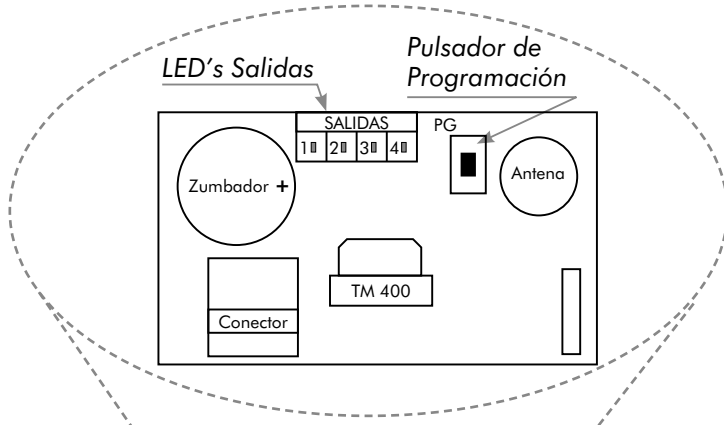 LED's Salidas
Pulsador de
Programación
SALIDAS
1 2 3 4
PG
Zumbador +
Antena
TM 400
Conector